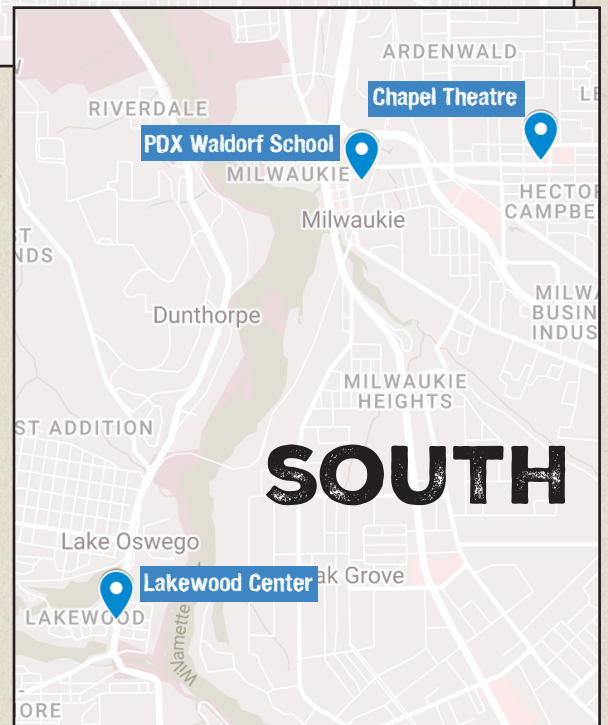 ARDENWALD
Chapel Theatre
RIVERDALE
PDX Waldorf School
MILWAUKIE
HECTOR
CAMPBE
Milwaukie
NDS
MILWA
BUSIN
INDUS
Dunthorpe
MILWAUKIE
HEIGHTS
ST ADDITION
SOUTH
Lake Oswego
Lakewood Center
ak Grove
LAKEWOOD
Willamette
ORE